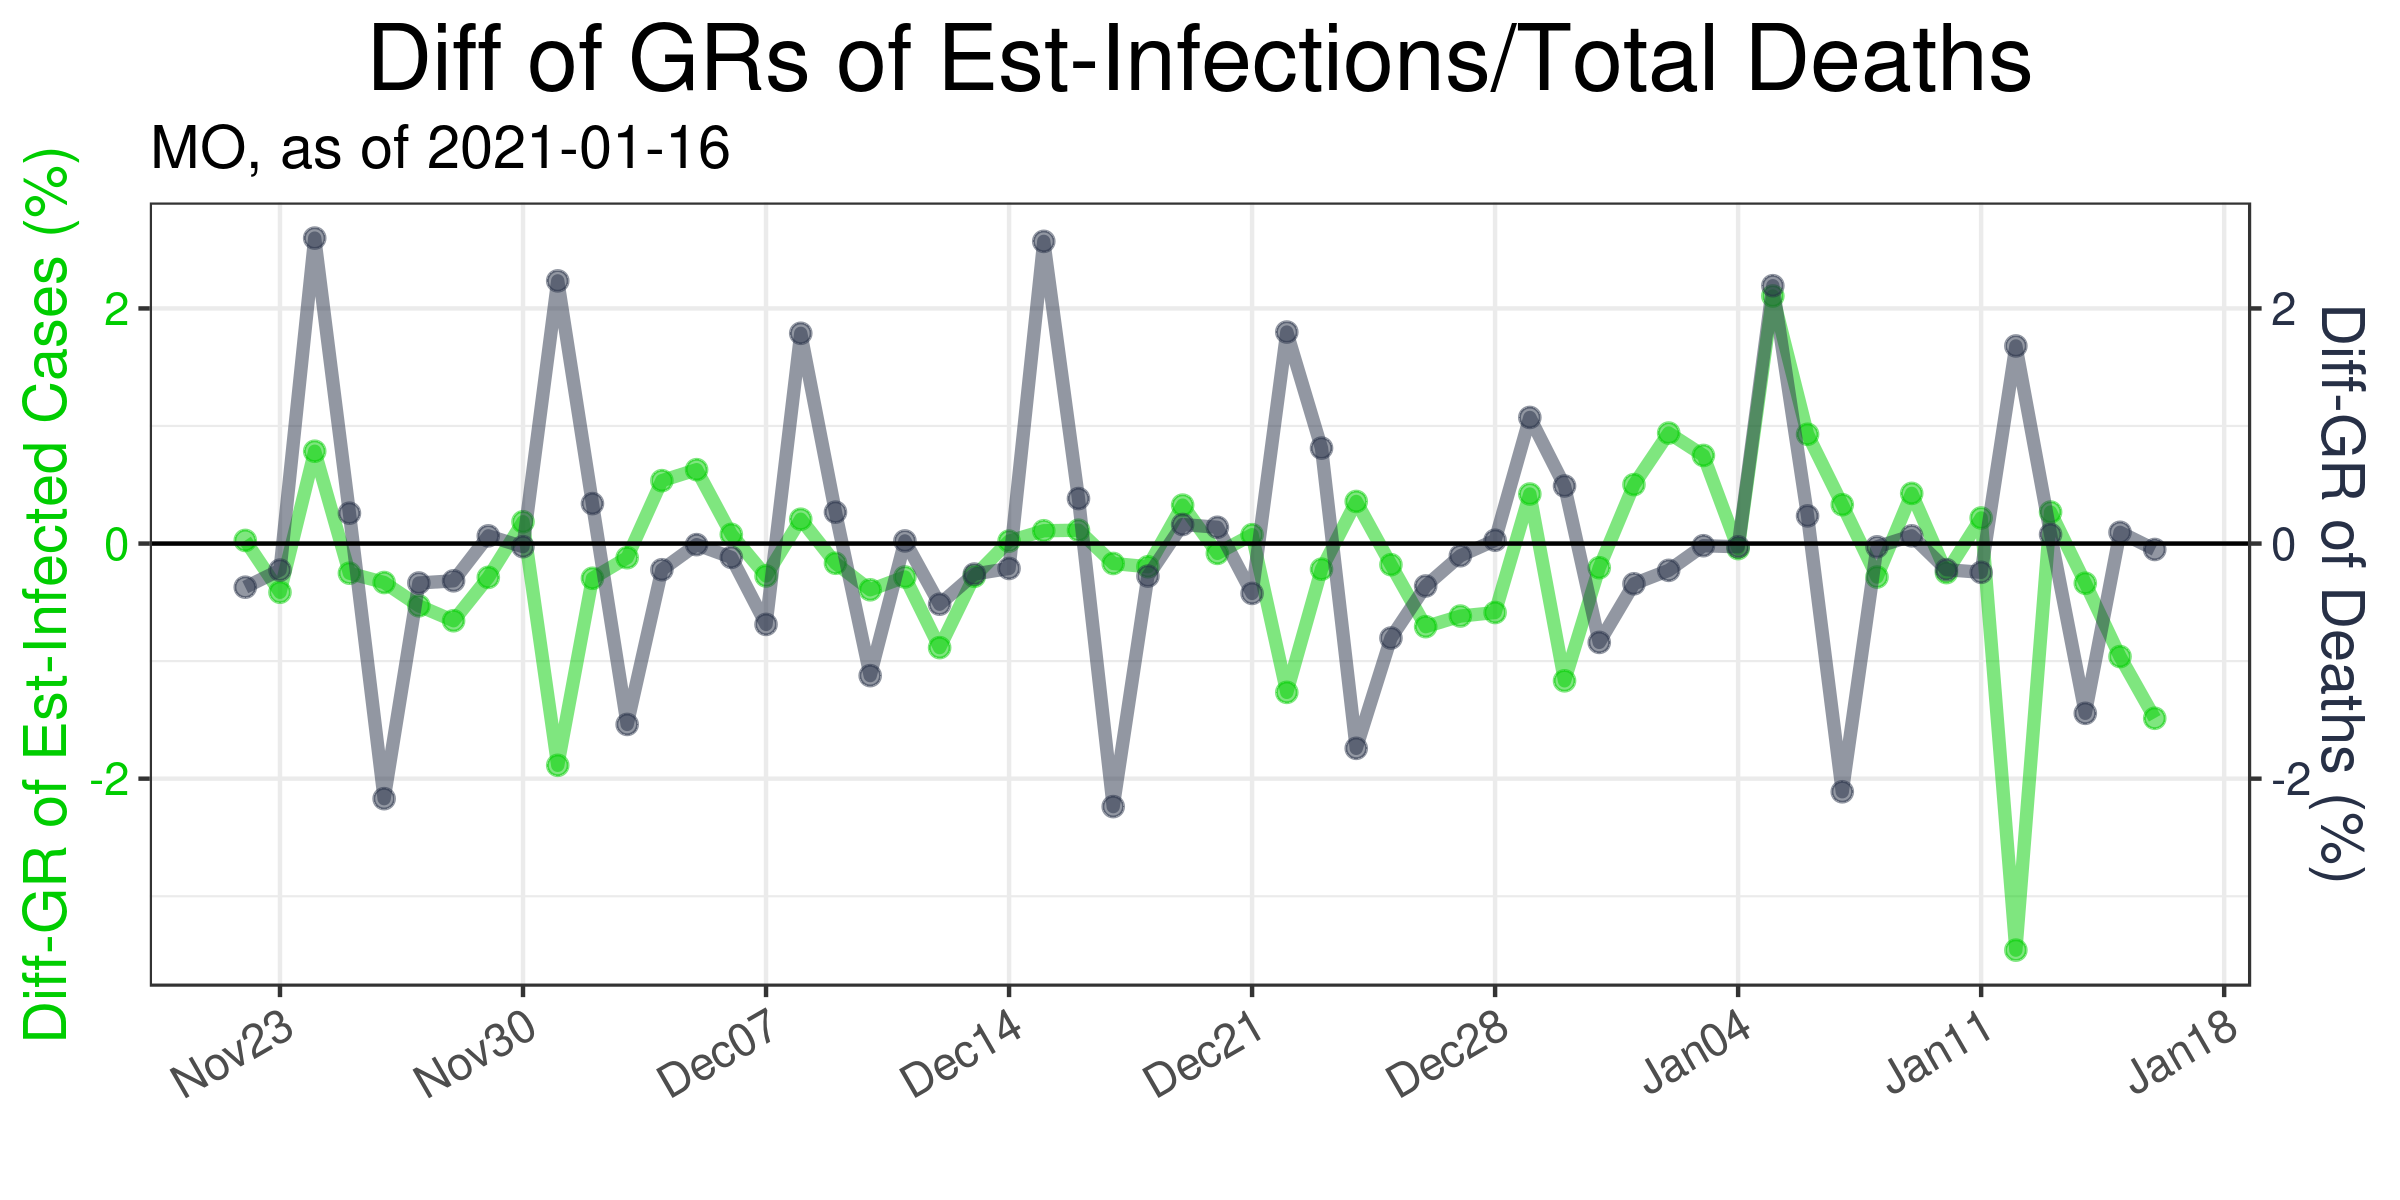 Diff of GRs of Est-Infections/Total Deaths
MO, as of 2021-01-16
Diff-GR of Est-Infected Cases (%)
2
0
-2
2
0
-2
Diff-GR of Deaths (%)
Nov23
Nov30
Dec07
Dec14
Dec21
Dec28
Jan04
Jan11
Jan18